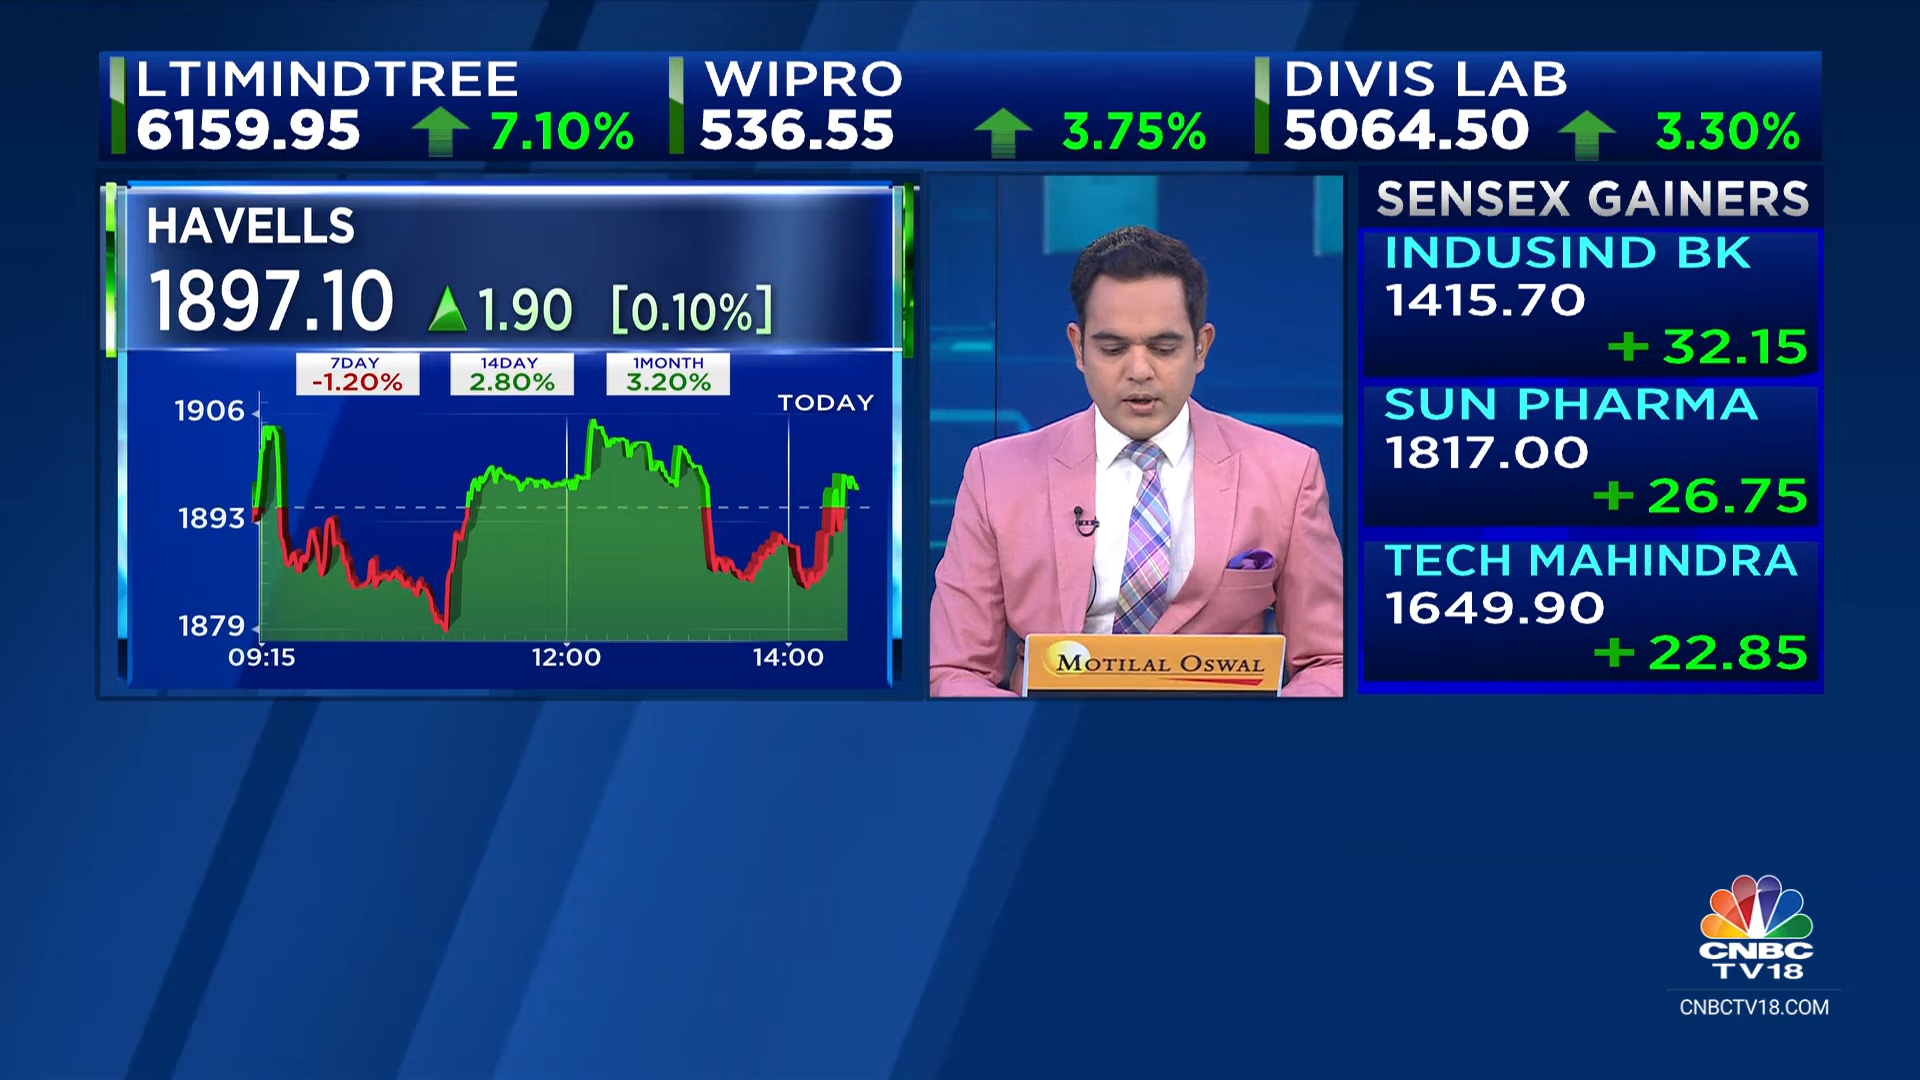 LTIMINDTREE
6159.95 7.10%
WIPRO
536.55 3.75%
DIVIS LAB
5064.50 3.30%
HAVELLS
1897.10 1.90 [0.10%]
7DAY
-1.20%
14DAY
2.80%
1MONTH
3.20%
TODAY
1906
1893
1879
09:15 12:00 14:00
MOTILAL OSWAL
SENSEX GAINERS
INDUSIND BK
1415.70
+ 32.15
SUN PHARMA
1817.00
+ 26.75
TECH MAHINDRA
1649.90
+ 22.85
CNBC
TV18
CNBCTV18.COM